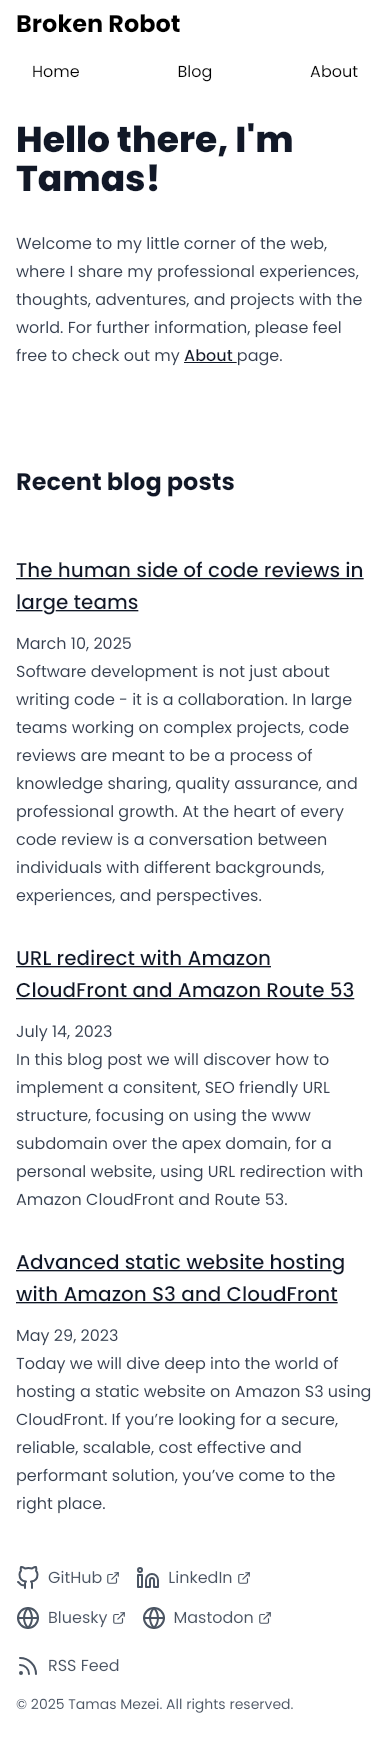 Broken Robot
Home Blog About
Hello there, I'm
Tamas!
Welcome to my little corner of the web,
where I share my professional experiences,
thoughts, adventures, and projects with the
world. For further information, please feel
free to check out my About page.
Recent blog posts
The human side of code reviews in
large teams
March 10, 2025
Software development is not just about
writing code - it is a collaboration. In large
teams working on complex projects, code
reviews are meant to be a process of
knowledge sharing, quality assurance, and
professional growth. At the heart of every
code review is a conversation between
individuals with different backgrounds,
experiences, and perspectives.
URL redirect with Amazon
CloudFront and Amazon Route 53
July 14, 2023
In this blog post we will discover how to
implement a consitent, SEO friendly URL
structure, focusing on using the www
subdomain over the apex domain, for a
personal website, using URL redirection with
Amazon CloudFront and Route 53.
Advanced static website hosting
with Amazon S3 and CloudFront
May 29, 2023
Today we will dive deep into the world of
hosting a static website on Amazon S3 using
CloudFront. If you’re looking for a secure,
reliable, scalable, cost effective and
performant solution, you’ve come to the
right place.
GitHub LinkedIn
Bluesky Mastodon
RSS Feed
© 2025 Tamas Mezei. All rights reserved.